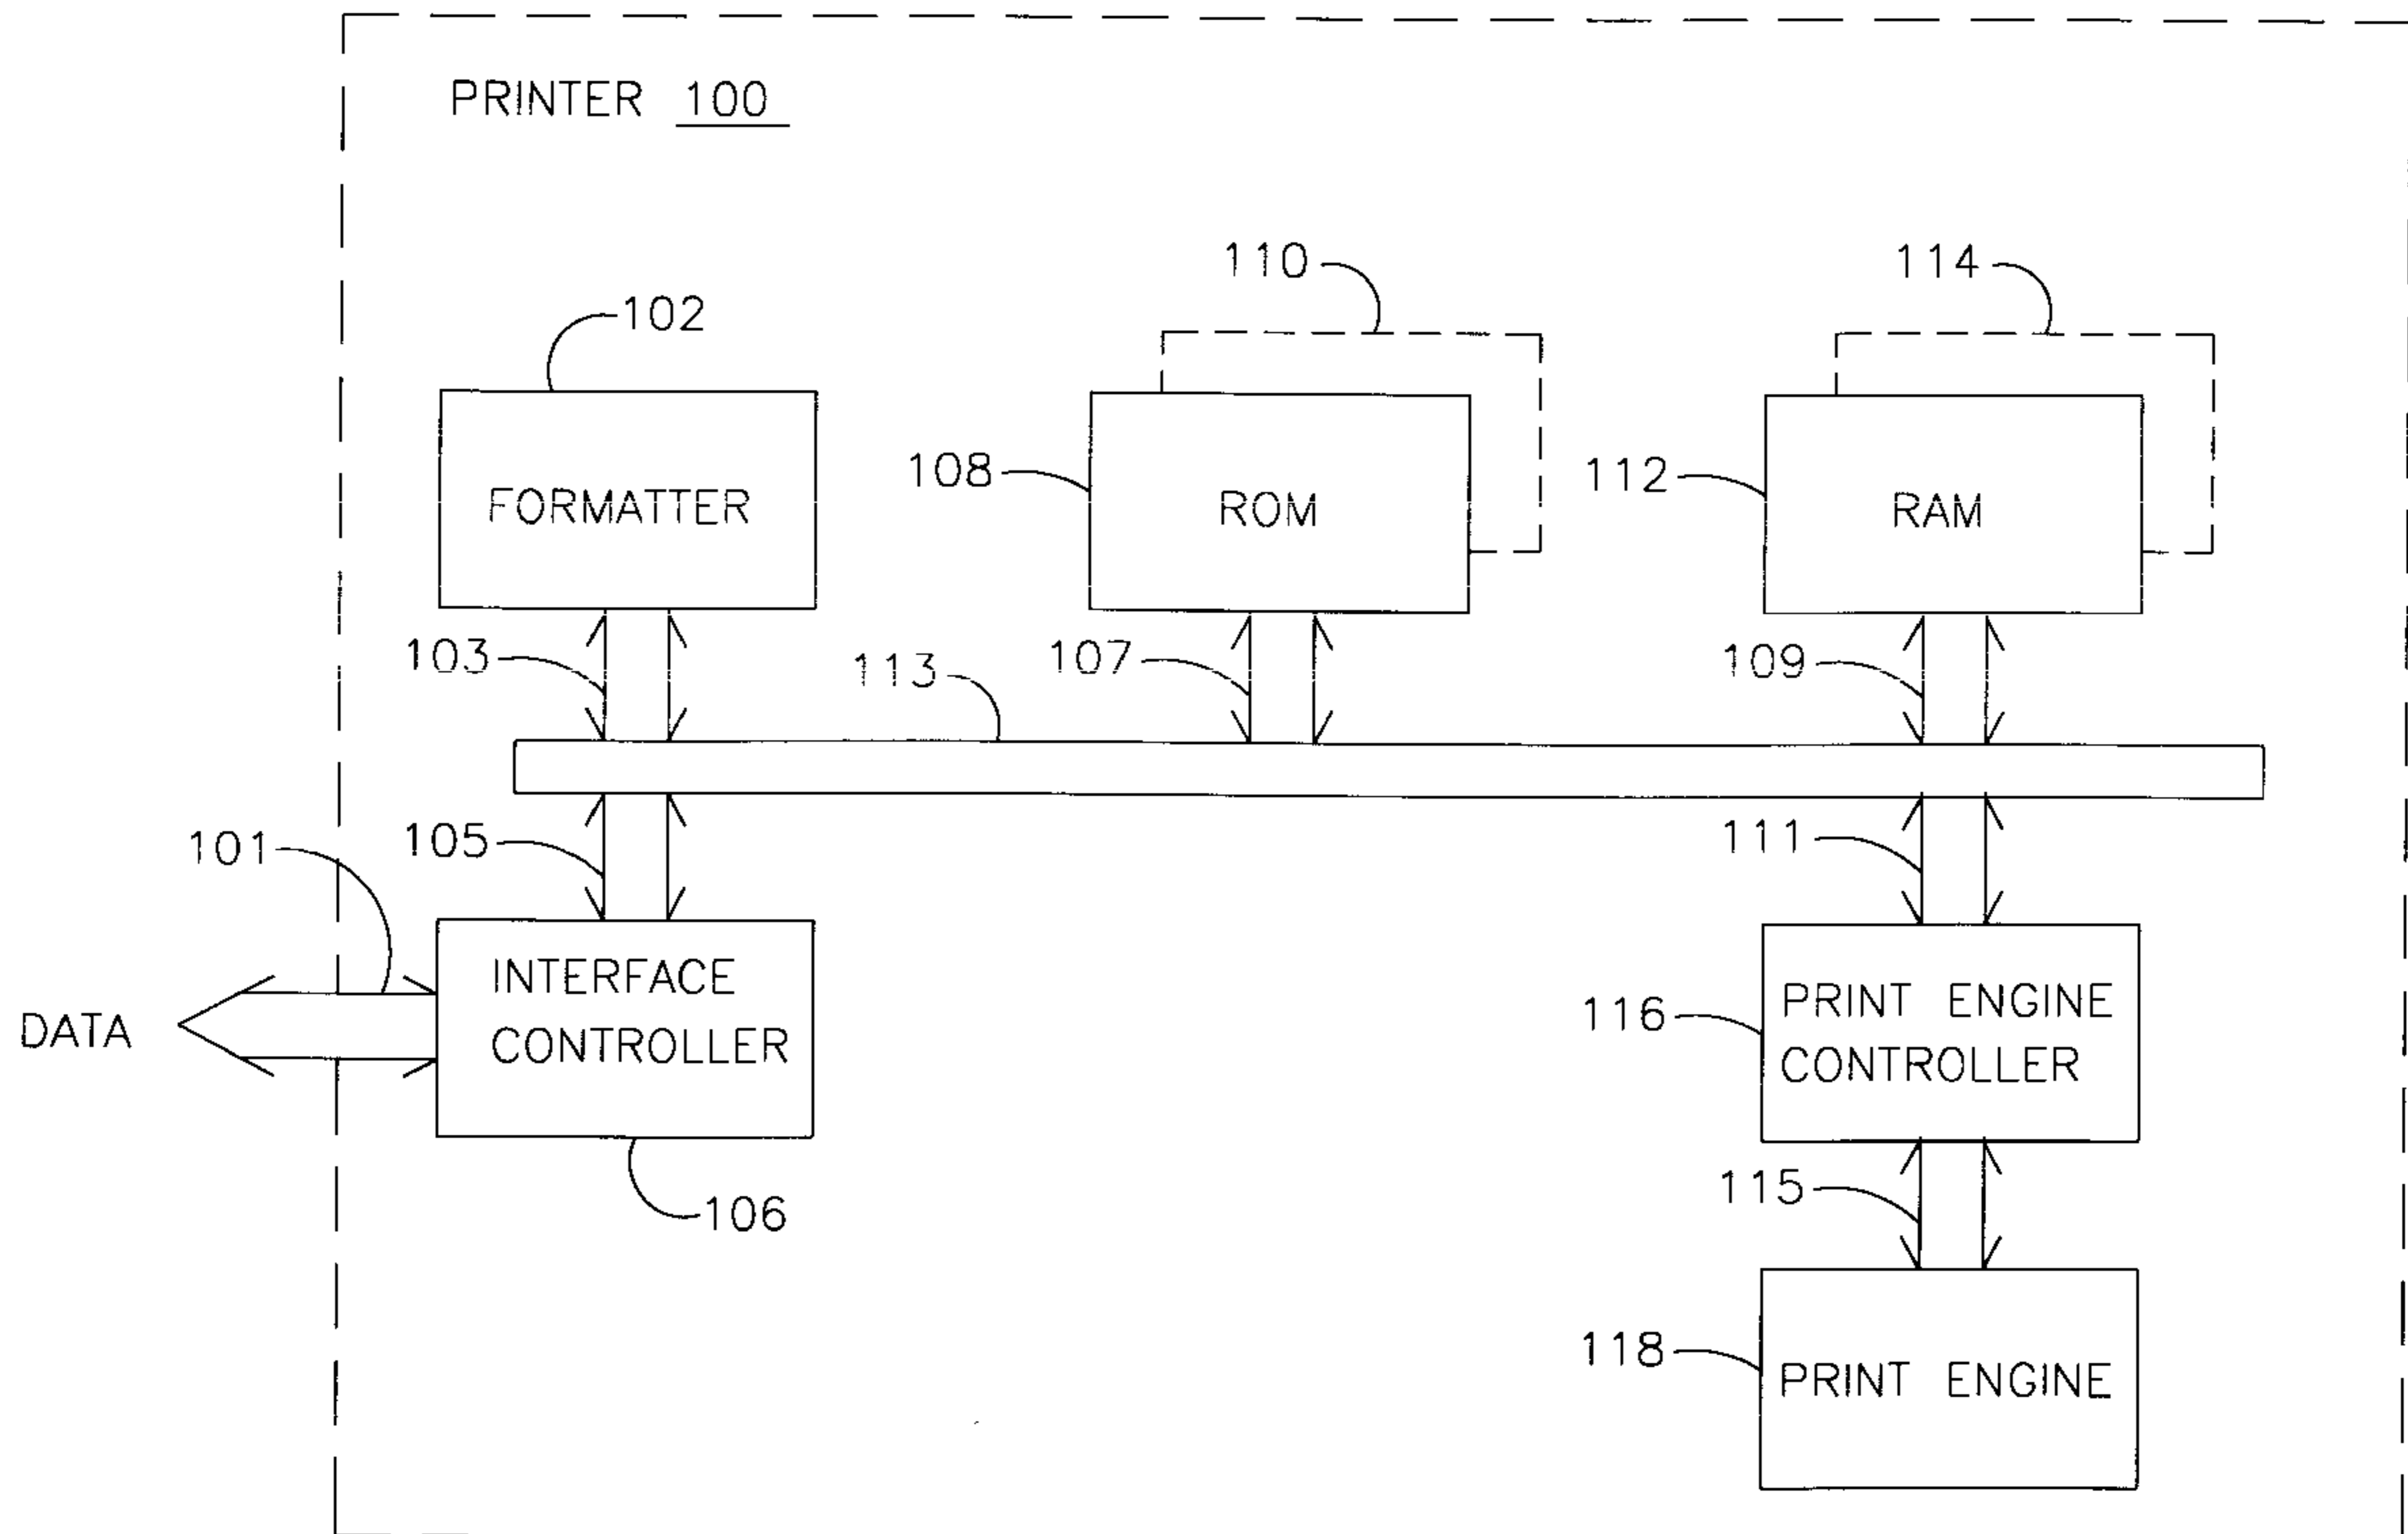 PRINTER 100
110
114
102
108
112
FORMATTER
ROM
RAM
103
113
107
109
101
105
111
INTERFACE
CONTROLLER
DATA
116
PRINT ENGINE
CONTROLLER
106
115
118
PRINT ENGINE